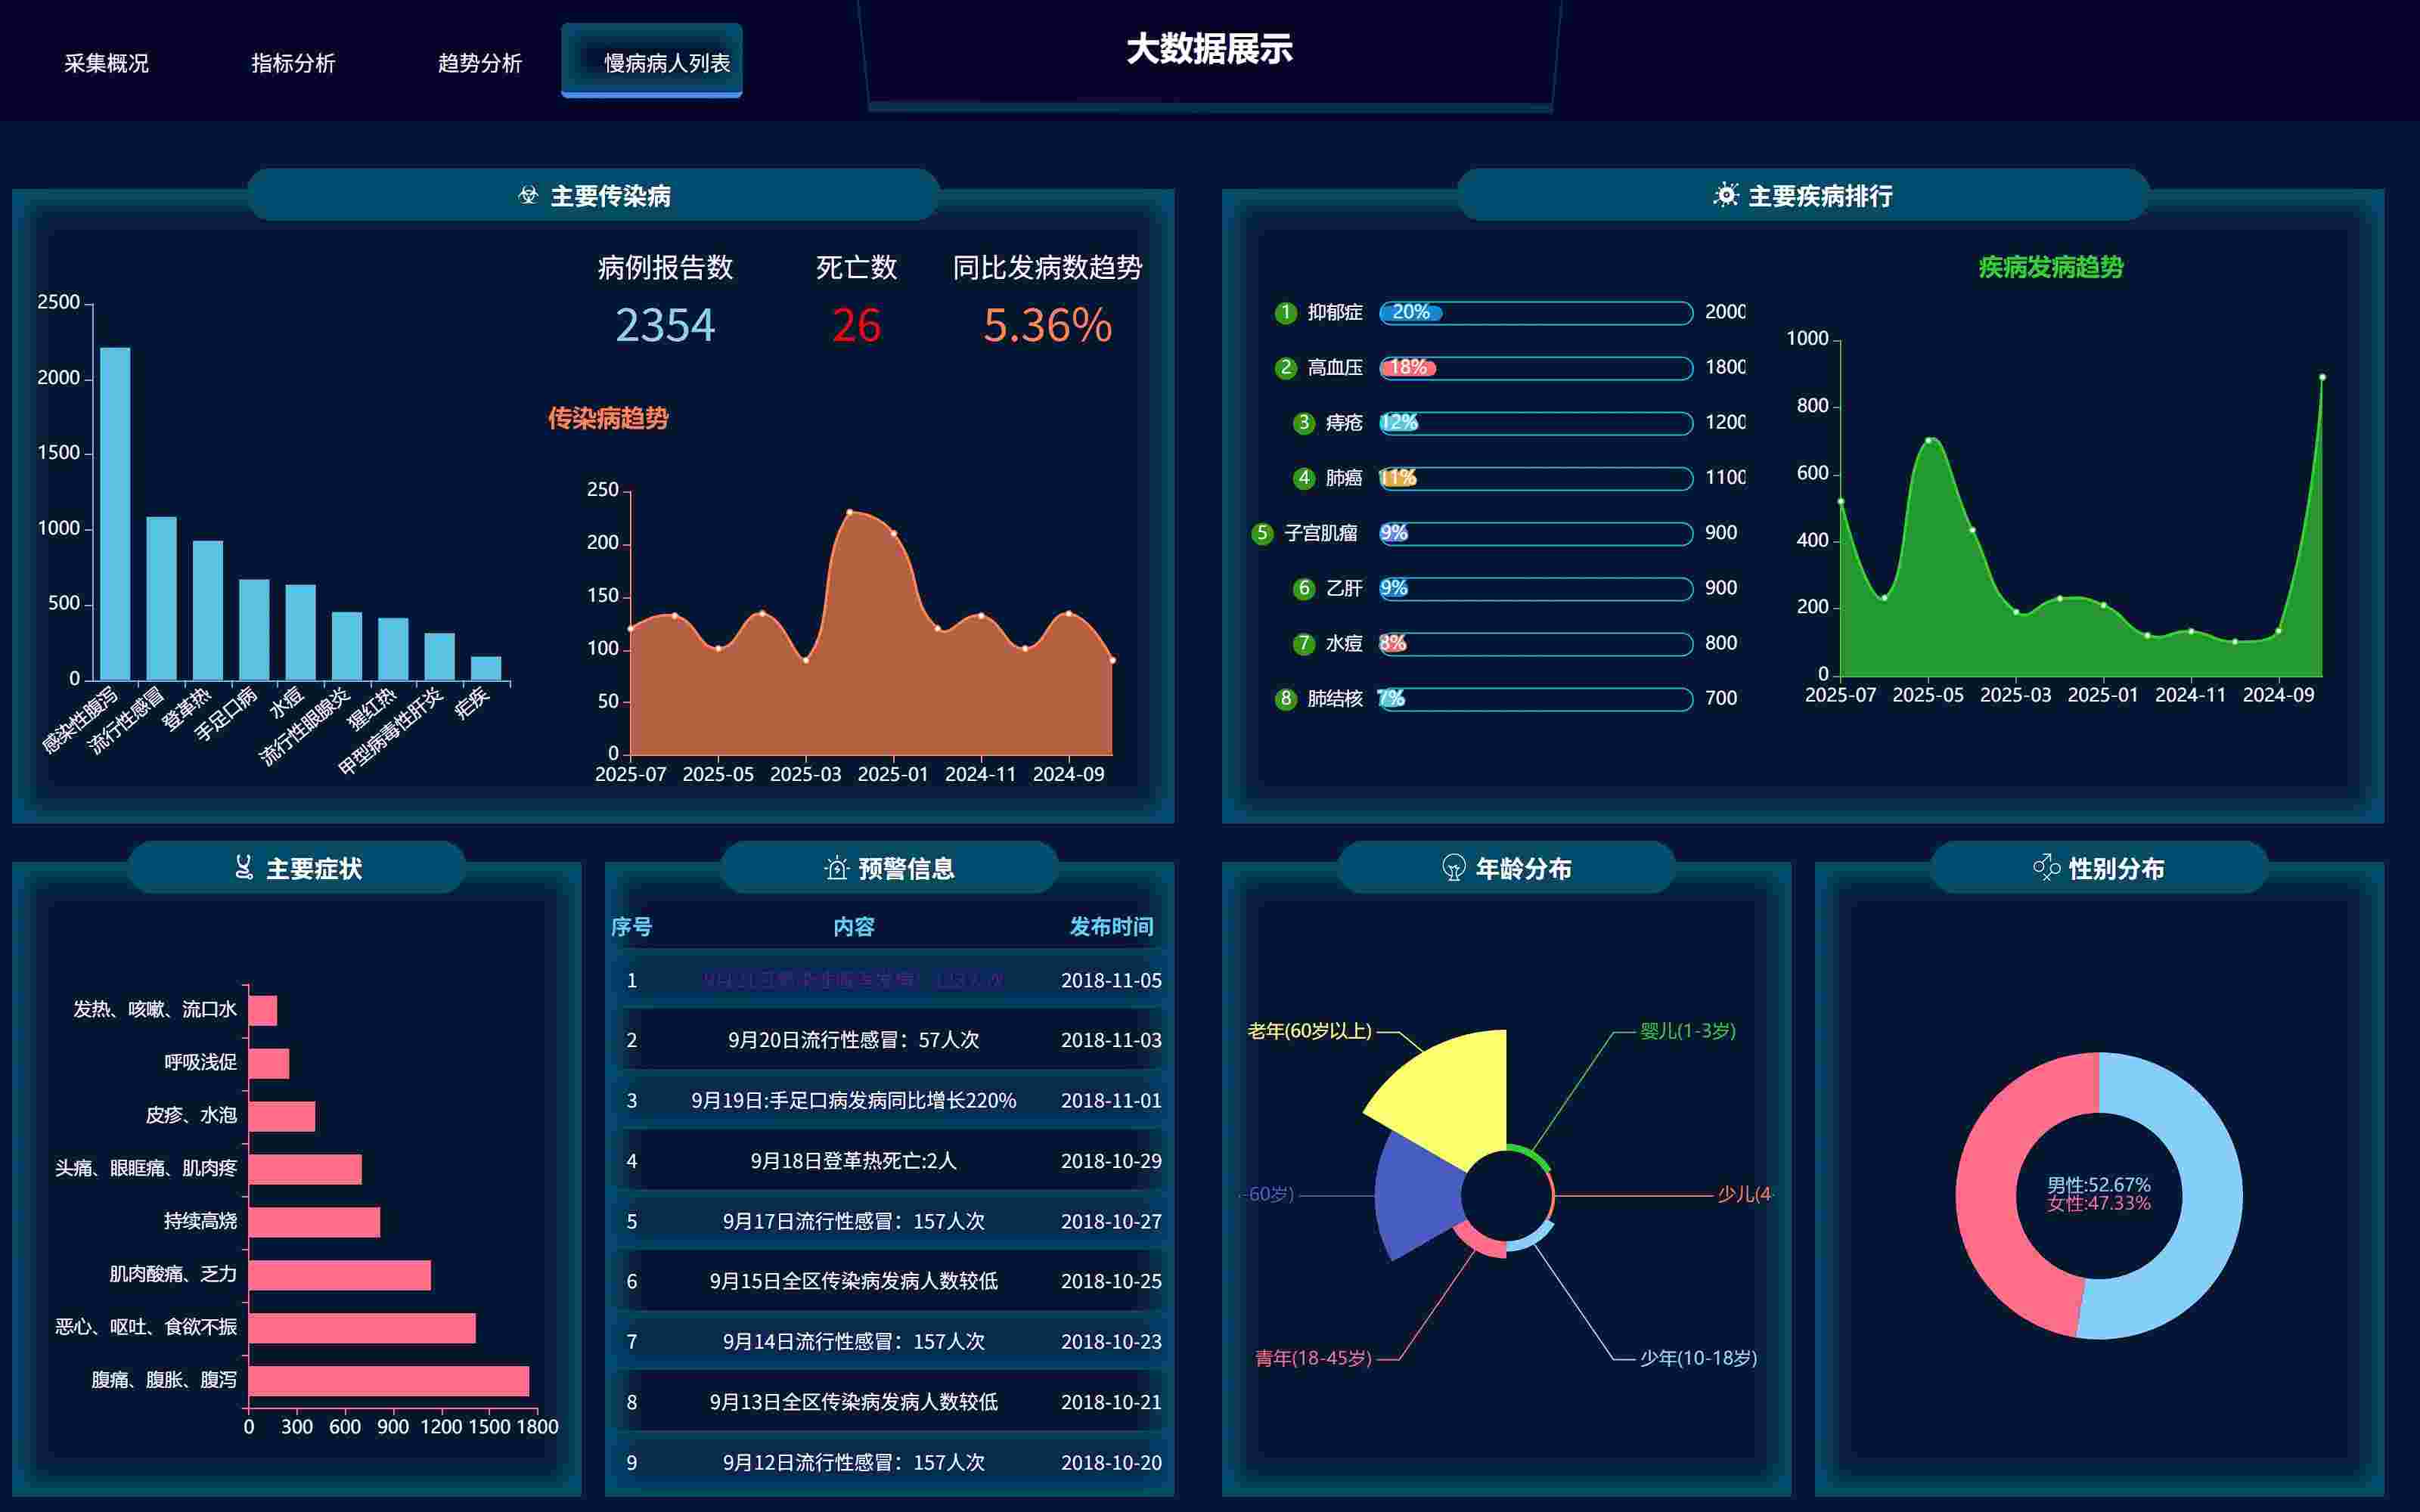 采集概况
指标分析
趋势分析
慢病病人列表
大数据展示
主要传染病
病例报告数
死亡数
同比发病数趋势
2354
26
5.36%
2500
2000
1500
1000
500
0
感染性腹泻
流行性感冒
登革热
手足口病
水痘
流行性眼腺炎
猩红热
甲型病毒性肝炎
疟疾
传染病趋势
250
200
150
100
50
0
2025-07
2025-05
2025-03
2025-01
2024-11
2024-09
主要疾病排行
1 抑郁症 20% 2000
2 高血压 18% 1800
3 痔疮 12% 1200
4 肺癌 11% 1100
5 子宫肌瘤 9% 900
6 乙肝 9% 900
7 水痘 8% 800
8 肺结核 7% 700
疾病发病趋势
1000
800
600
400
200
0
2025-07
2025-05
2025-03
2025-01
2024-11
2024-09
主要症状
发热、咳嗽、流口水
呼吸浅促
皮疹、水泡
头痛、眼眶痛、肌肉疼
持续高烧
肌肉酸痛、乏力
恶心、呕吐、食欲不振
腹痛、腹胀、腹泻
0 300 600 900 1200 1500 1800
预警信息
序号 内容 发布时间
1 2018-11-05
2 9月20日流行性感冒：57人次 2018-11-03
3 9月19日:手足口病发病同比增长220% 2018-11-01
4 9月18日登革热死亡:2人 2018-10-29
5 9月17日流行性感冒：157人次 2018-10-27
6 9月15日全区传染病发病人数较低 2018-10-25
7 9月14日流行性感冒：157人次 2018-10-23
8 9月13日全区传染病发病人数较低 2018-10-21
9 9月12日流行性感冒：157人次 2018-10-20
年龄分布
老年(60岁以上)
婴儿(1-3岁)
-60岁)
少儿(4
青年(18-45岁)
少年(10-18岁)
性别分布
男性:52.67%
女性:47.33%